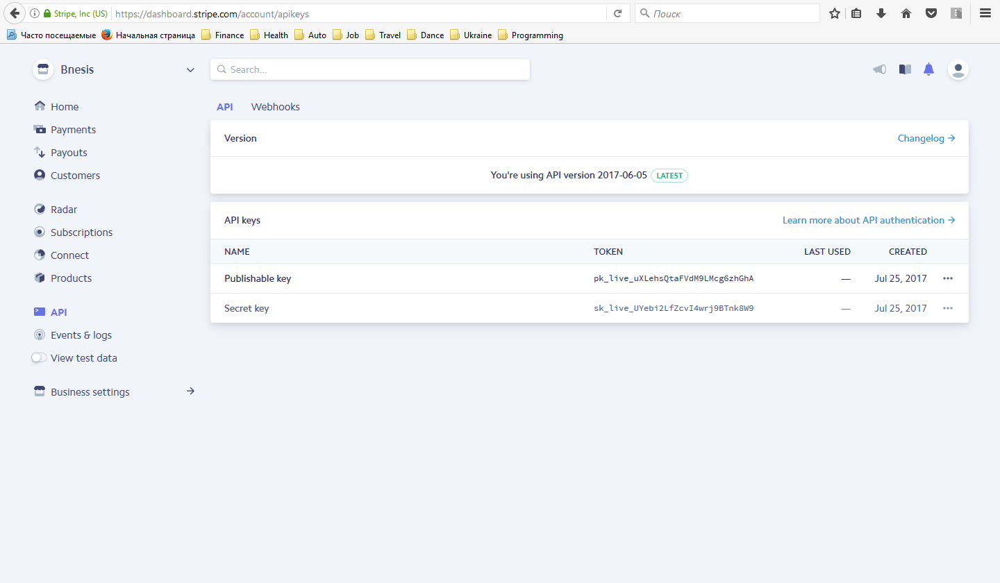 Stripe, Inc (US) https://dashboard.stripe.com/account/apikeys Поиск
Часто посещаемые Начальная страница Finance Health Auto Job Travel Dance Ukraine Programming
Bnesis
Search...
Home
Payments
Payouts
Customers
Radar
Subscriptions
Connect
Products
API
Events & logs
View test data
Business settings
API Webhooks
Version Changelog
You're using API version 2017-06-05 LATEST
API keys Learn more about API authentication
NAME TOKEN LAST USED CREATED
Publishable key pk_live_uXLehsQtaFVdM9LMcg6zhGhA — Jul 25, 2017
Secret key sk_live_UYebi2LfZcvI4wrj9BTnk8W9 — Jul 25, 2017